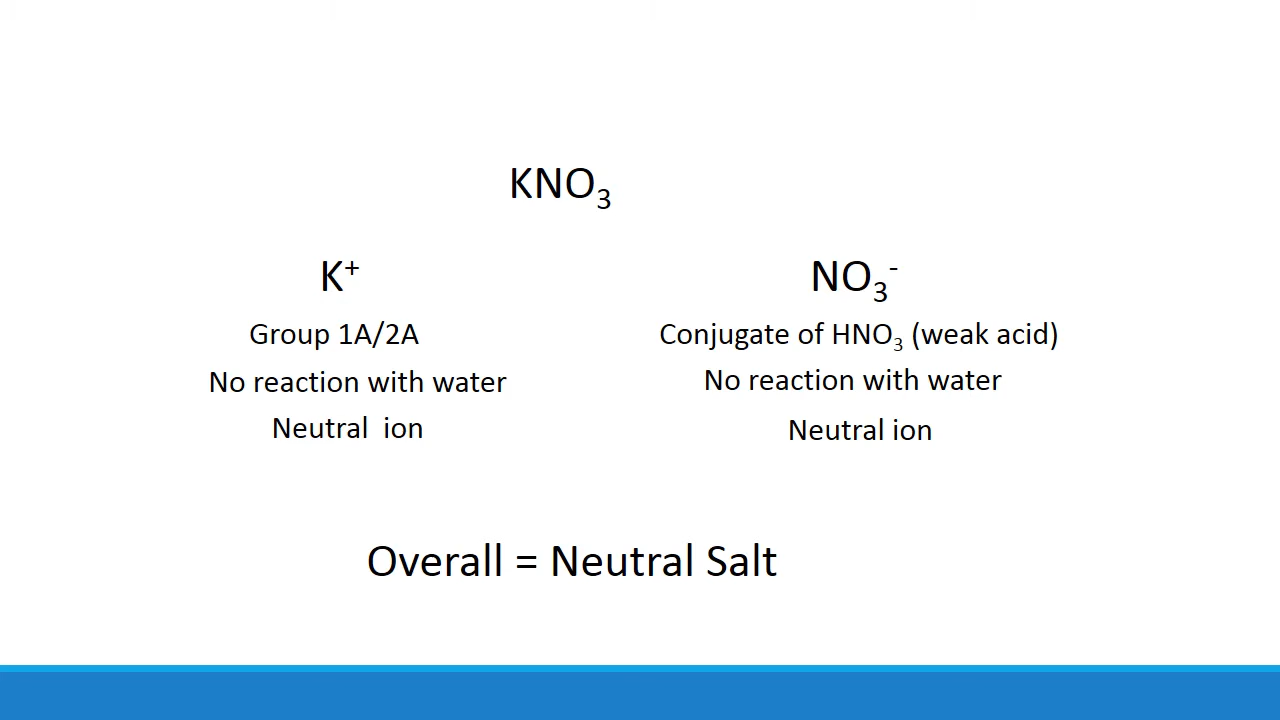 KNO₃
K⁺
NO₃⁻
Group 1A/2A
Conjugate of HNO₃ (weak acid)
No reaction with water
No reaction with water
Neutral ion
Neutral ion
Overall = Neutral Salt